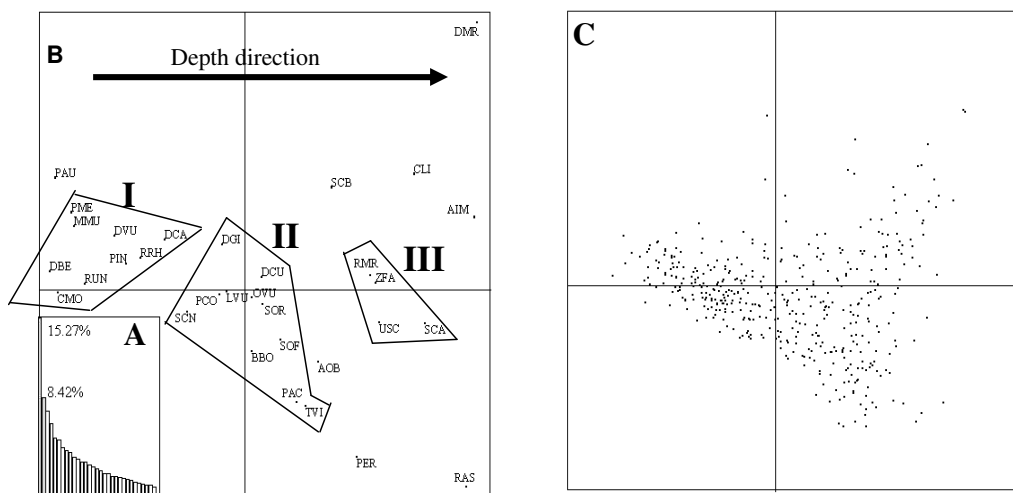 DMR
C
B
Depth direction
PAU
CLI
SCB
I
PME
AIM
MMU
DVU
DCA
DGI
II
RRH
PIN
III
DBE
RMR
DCU
ZFA
RUN
CMO
PCO
LVU
OVU
SCN
SOR
USC
SCA
15.27%
A
SOF
BBO
AOB
8.42%
PAC
TVI
PER
RAS